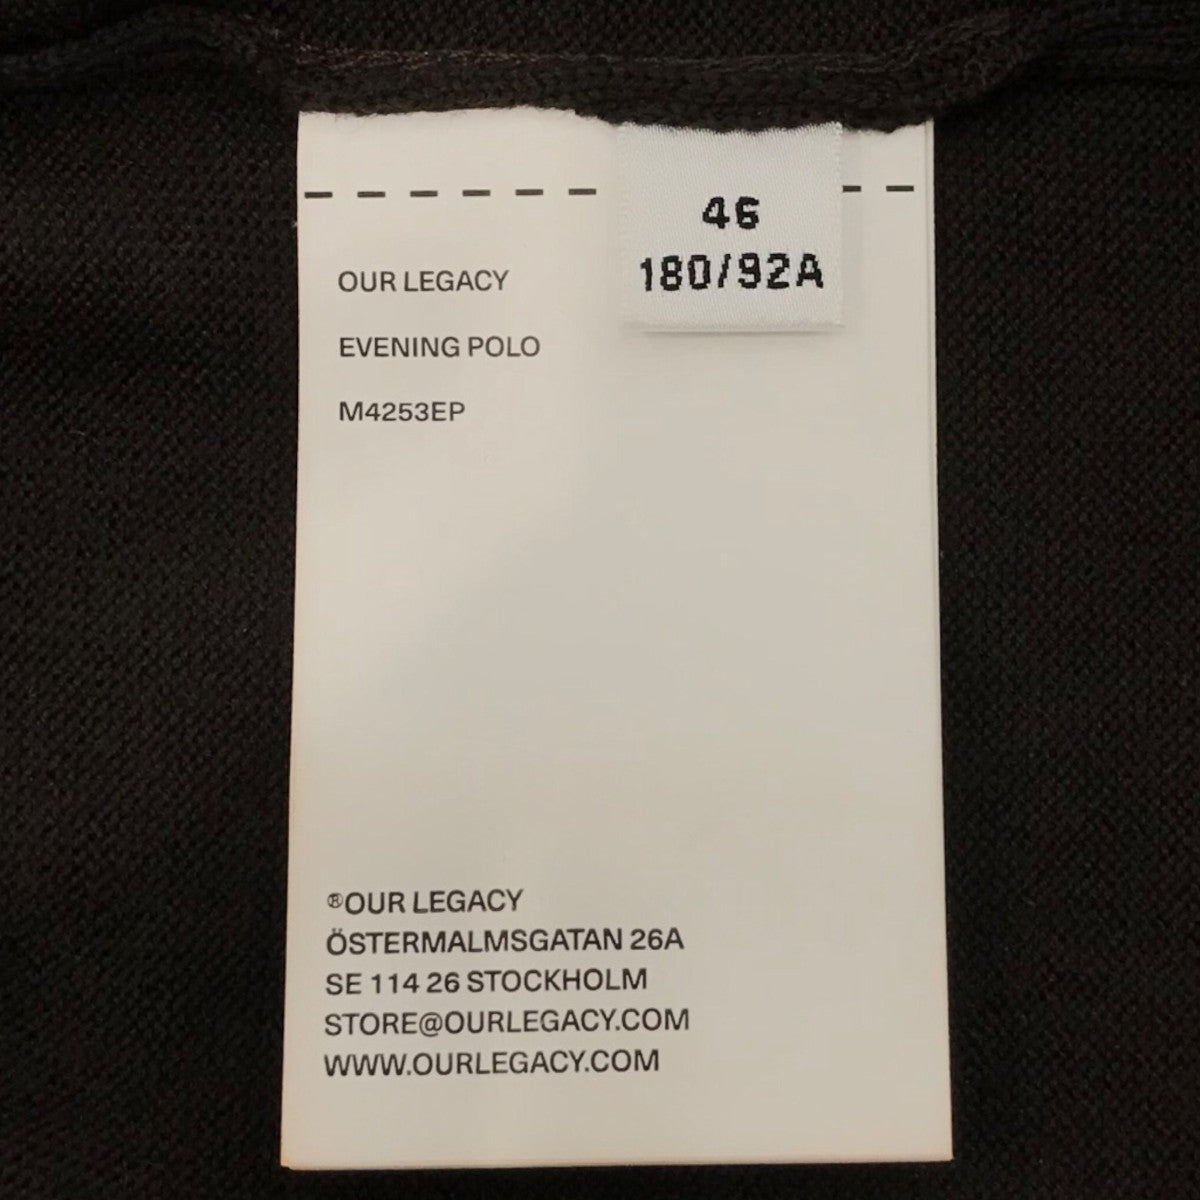 46
180/92A
OUR LEGACY
EVENING POLO
M4253EP
®OUR LEGACY
ÖSTERMALMSGATAN 26A
SE 114 26 STOCKHOLM
STORE@OURLEGACY.COM
WWW.OURLEGACY.COM